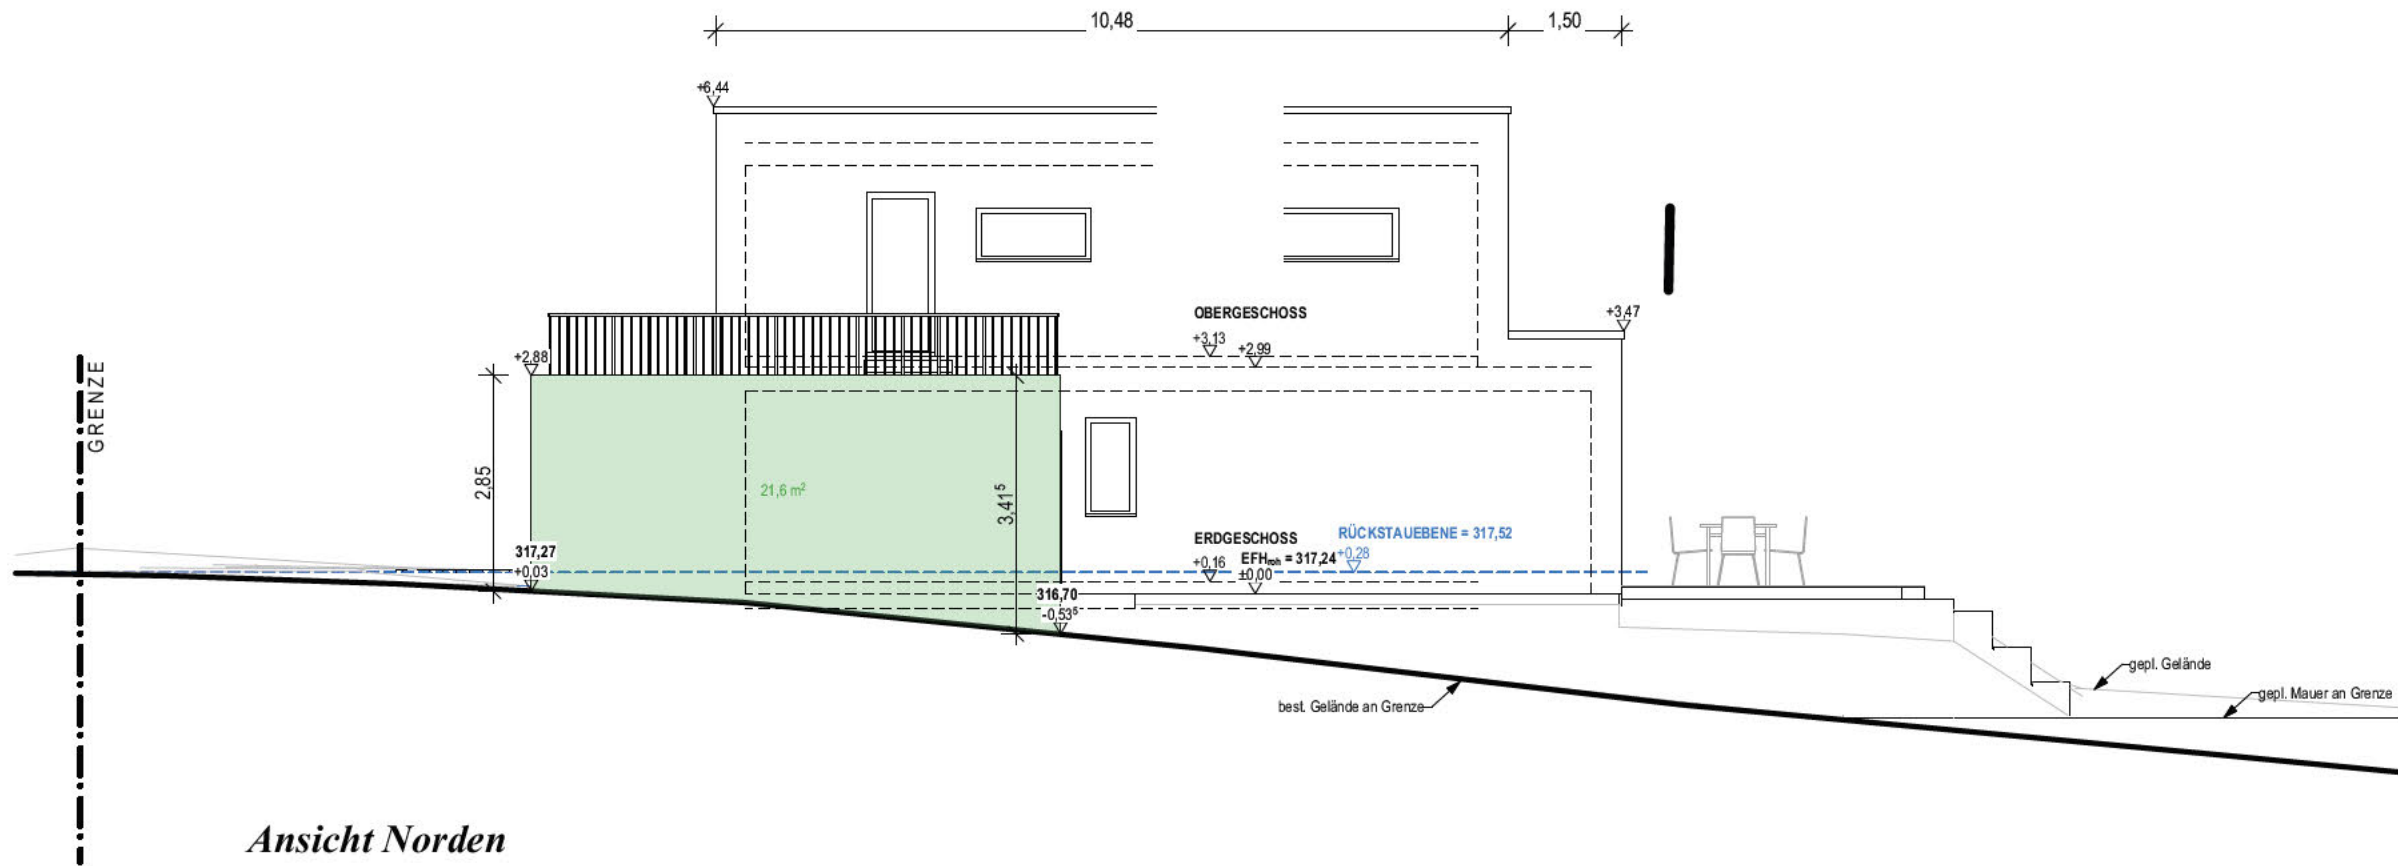 10,48
1,50
+6,44
+3,47
OBERGESCHOSS
+3,13
+2,99
+2,88
GRENZE
2,85
21,6 m²
3,41⁵
ERDGESCHOSS
RÜCKSTAUEBENE = 317,52
317,27
+0,03
+0,16
EFHroh = 317,24
+0,28
±0,00
316,70
-0,53⁵
gepl. Gelände
gepl. Mauer an Grenze
best. Gelände an Grenze
Ansicht Norden